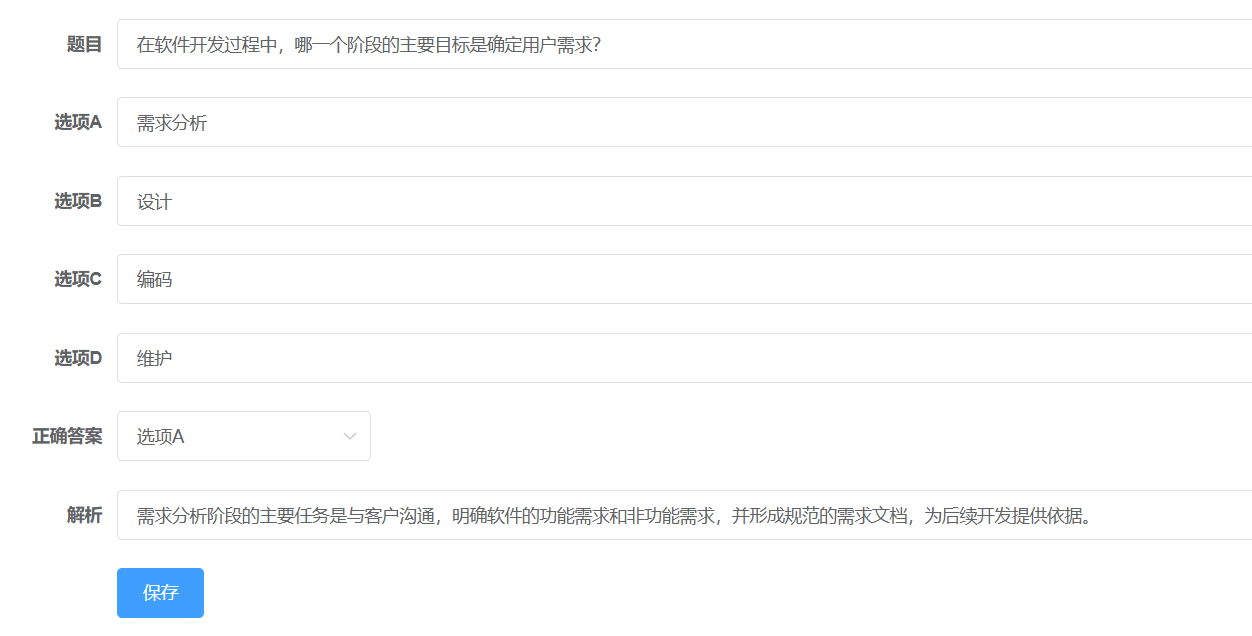 题目 在软件开发过程中，哪一个阶段的主要目标是确定用户需求?
选项A 需求分析
选项B 设计
选项C 编码
选项D 维护
正确答案 选项A
解析 需求分析阶段的主要任务是与客户沟通，明确软件的功能需求和非功能需求，并形成规范的需求文档，为后续开发提供依据。
保存